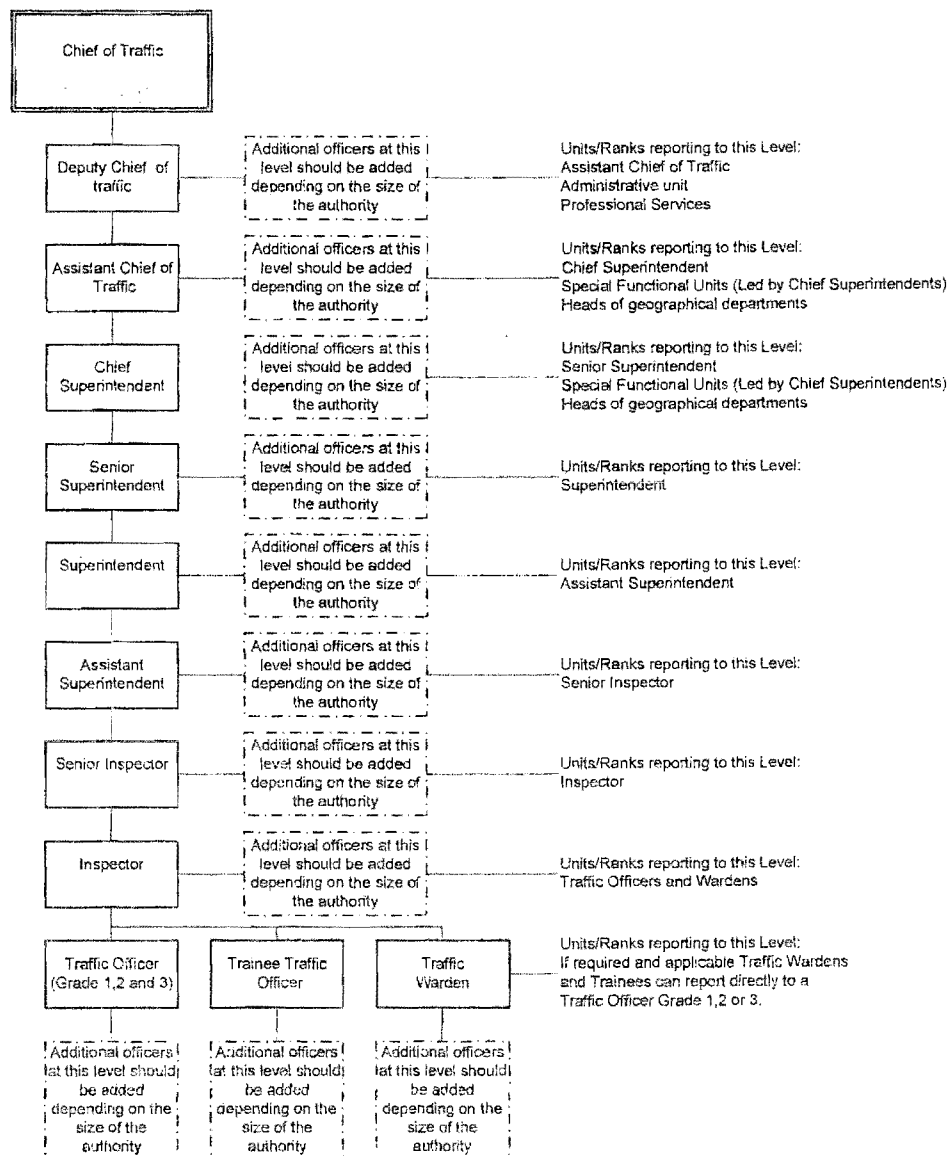 Chief of Traffic
Deputy Chief of
traffic
Additional officers at this
level should be added
depending on the size of
the authority
Units/Ranks reporting to this Level:
Assistant Chief of Traffic
Administrative unit
Professional Services
Assistant Chief of
Traffic
Additional officers at this
level should be added
depending on the size of
the authority
Units/Ranks reporting to this Level:
Chief Superintendent
Special Functional Units (Led by Chief Superintendents)
Heads of geographical departments
Chief
Superintendent
Additional officers at this
level should be added
depending on the size of
the authority
Units/Ranks reporting to this Level:
Senior Superintendent
Special Functional Units (Led by Chief Superintendents)
Heads of geographical departments
Senior
Superintendent
Additional officers at this
level should be added
depending on the size of
the authority
Units/Ranks reporting to this Level:
Superintendent
Superintendent
Additional officers at this
level should be added
depending on the size of
the authority
Units/Ranks reporting to this Level:
Assistant Superintendent
Assistant
Superintendent
Additional officers at this
level should be added
depending on the size of
the authority
Units/Ranks reporting to this Level:
Senior Inspector
Senior Inspector
Additional officers at this
level should be added
depending on the size of
the authority
Units/Ranks reporting to this Level:
Inspector
Inspector
Additional officers at this
level should be added
depending on the size of
the authority
Units/Ranks reporting to this Level:
Traffic Officers and Wardens
Traffic Officer
(Grade 1,2 and 3)
Trainee Traffic
Officer
Traffic
Warden
Units/Ranks reporting to this Level:
If required and applicable Traffic Wardens
and Trainees can report directly to a
Traffic Officer Grade 1,2 or 3.
Additional officers
at this level should
be added
depending on the
size of the
authority
Additional officers
at this level should
be added
depending on the
size of the
authority
Additional officers
at this level should
be added
depending on the
size of the
authority